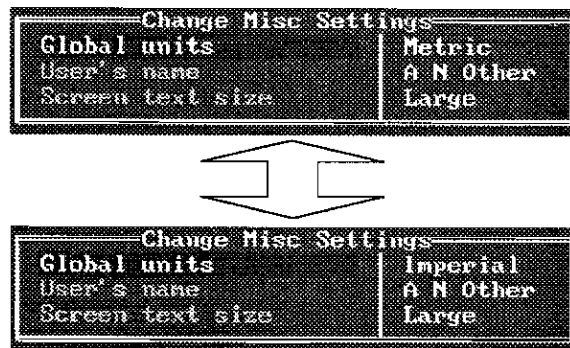 Change Misc Settings
Global units Metric
User's name A N Other
Screen text size Large
Change Misc Settings
Global units Imperial
User's name A N Other
Screen text size Large